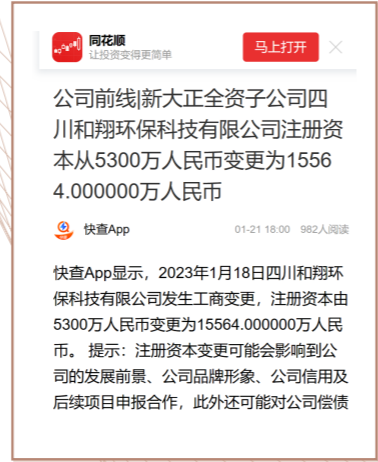 同花顺
让投资变得更简单
马上打开
公司前线|新大正全资子公司四
川和翔环保科技有限公司注册资
本从5300万人民币变更为1556
4.000000万人民币
快查App
01-21 18:00 982人阅读
快查App显示，2023年1月18日四川和翔环
保科技有限公司发生工商变更，注册资本由
5300万人民币变更为15564.000000万人民
币。 提示：注册资本变更可能会影响到公
司的发展前景、公司品牌形象、公司信用及
后续项目申报合作，此外还可能对公司偿债